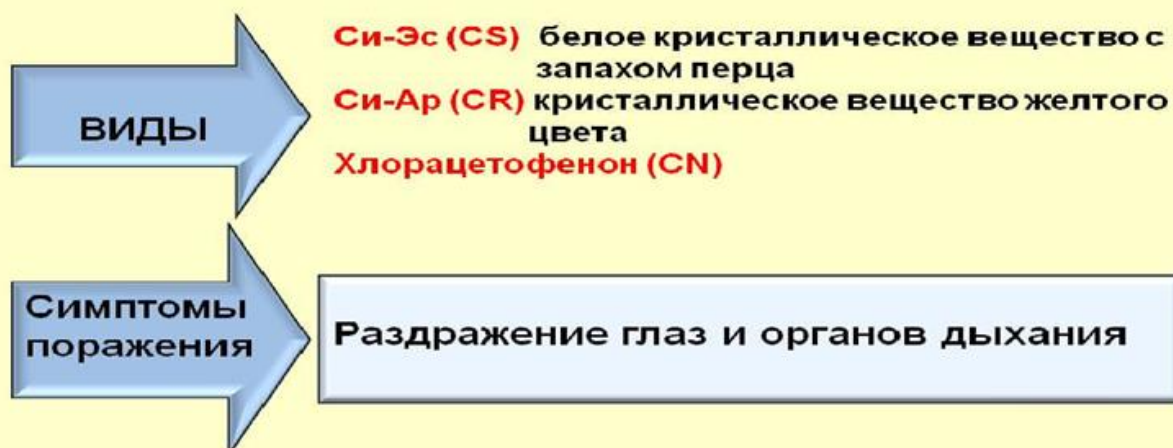 ВИДЫ
Си-Эс (CS) белое кристаллическое вещество с
запахом перца
Си-Ар (CR) кристаллическое вещество желтого
цвета
Хлорацетофенон (CN)
Симптомы
поражения
Раздражение глаз и органов дыхания